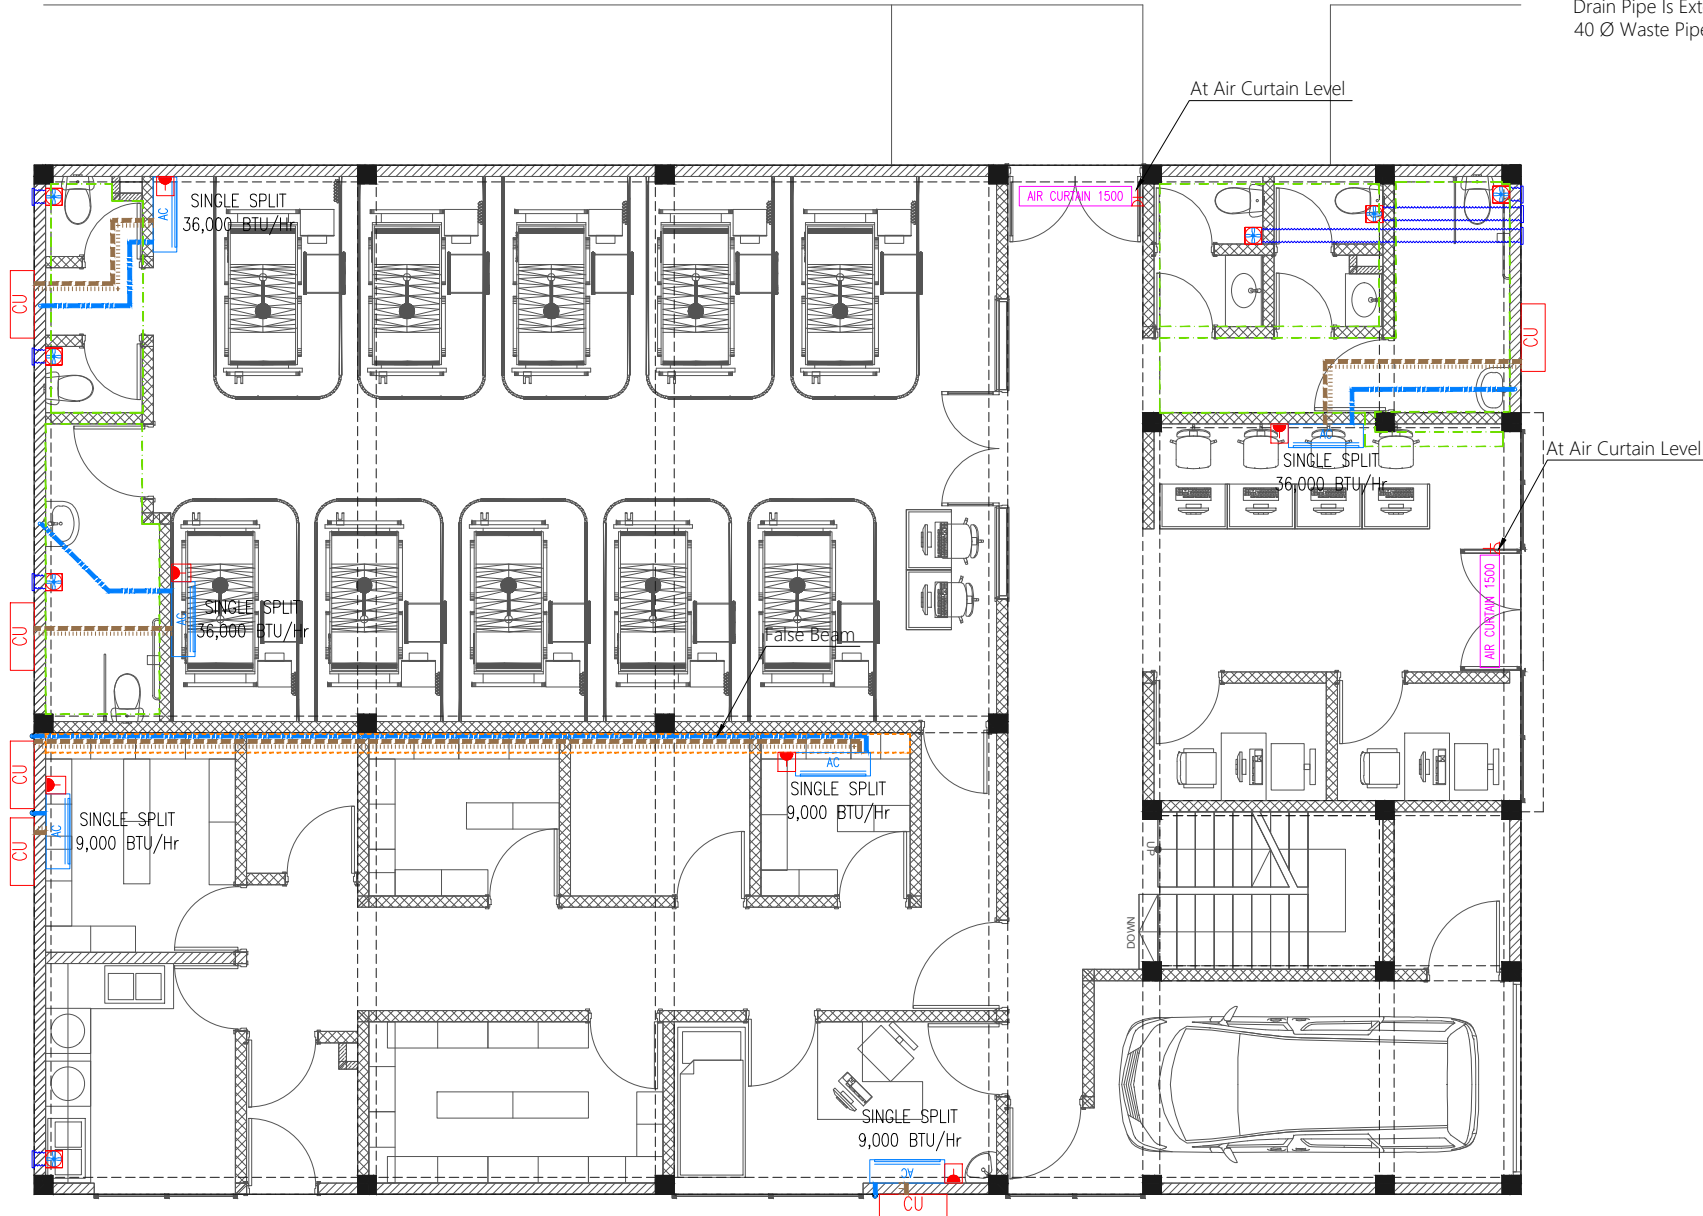 Drain Pipe Is Ext
40 Ø Waste Pipe
At Air Curtain Level
AIR CURTAIN 1500
AC
SINGLE SPLIT
36,000 BTU/Hr
CU
CU
At Air Curtain Level
AC
SINGLE SPLIT
36,000 BTU/Hr
AIR CURTAIN 1500
AC
SINGLE SPLIT
36,000 BTU/Hr
CU
False Beam
CU
AC
SINGLE SPLIT
9,000 BTU/Hr
AC
SINGLE SPLIT
9,000 BTU/Hr
CU
UP
DOWN
SINGLE SPLIT
9,000 BTU/Hr
AC
CU